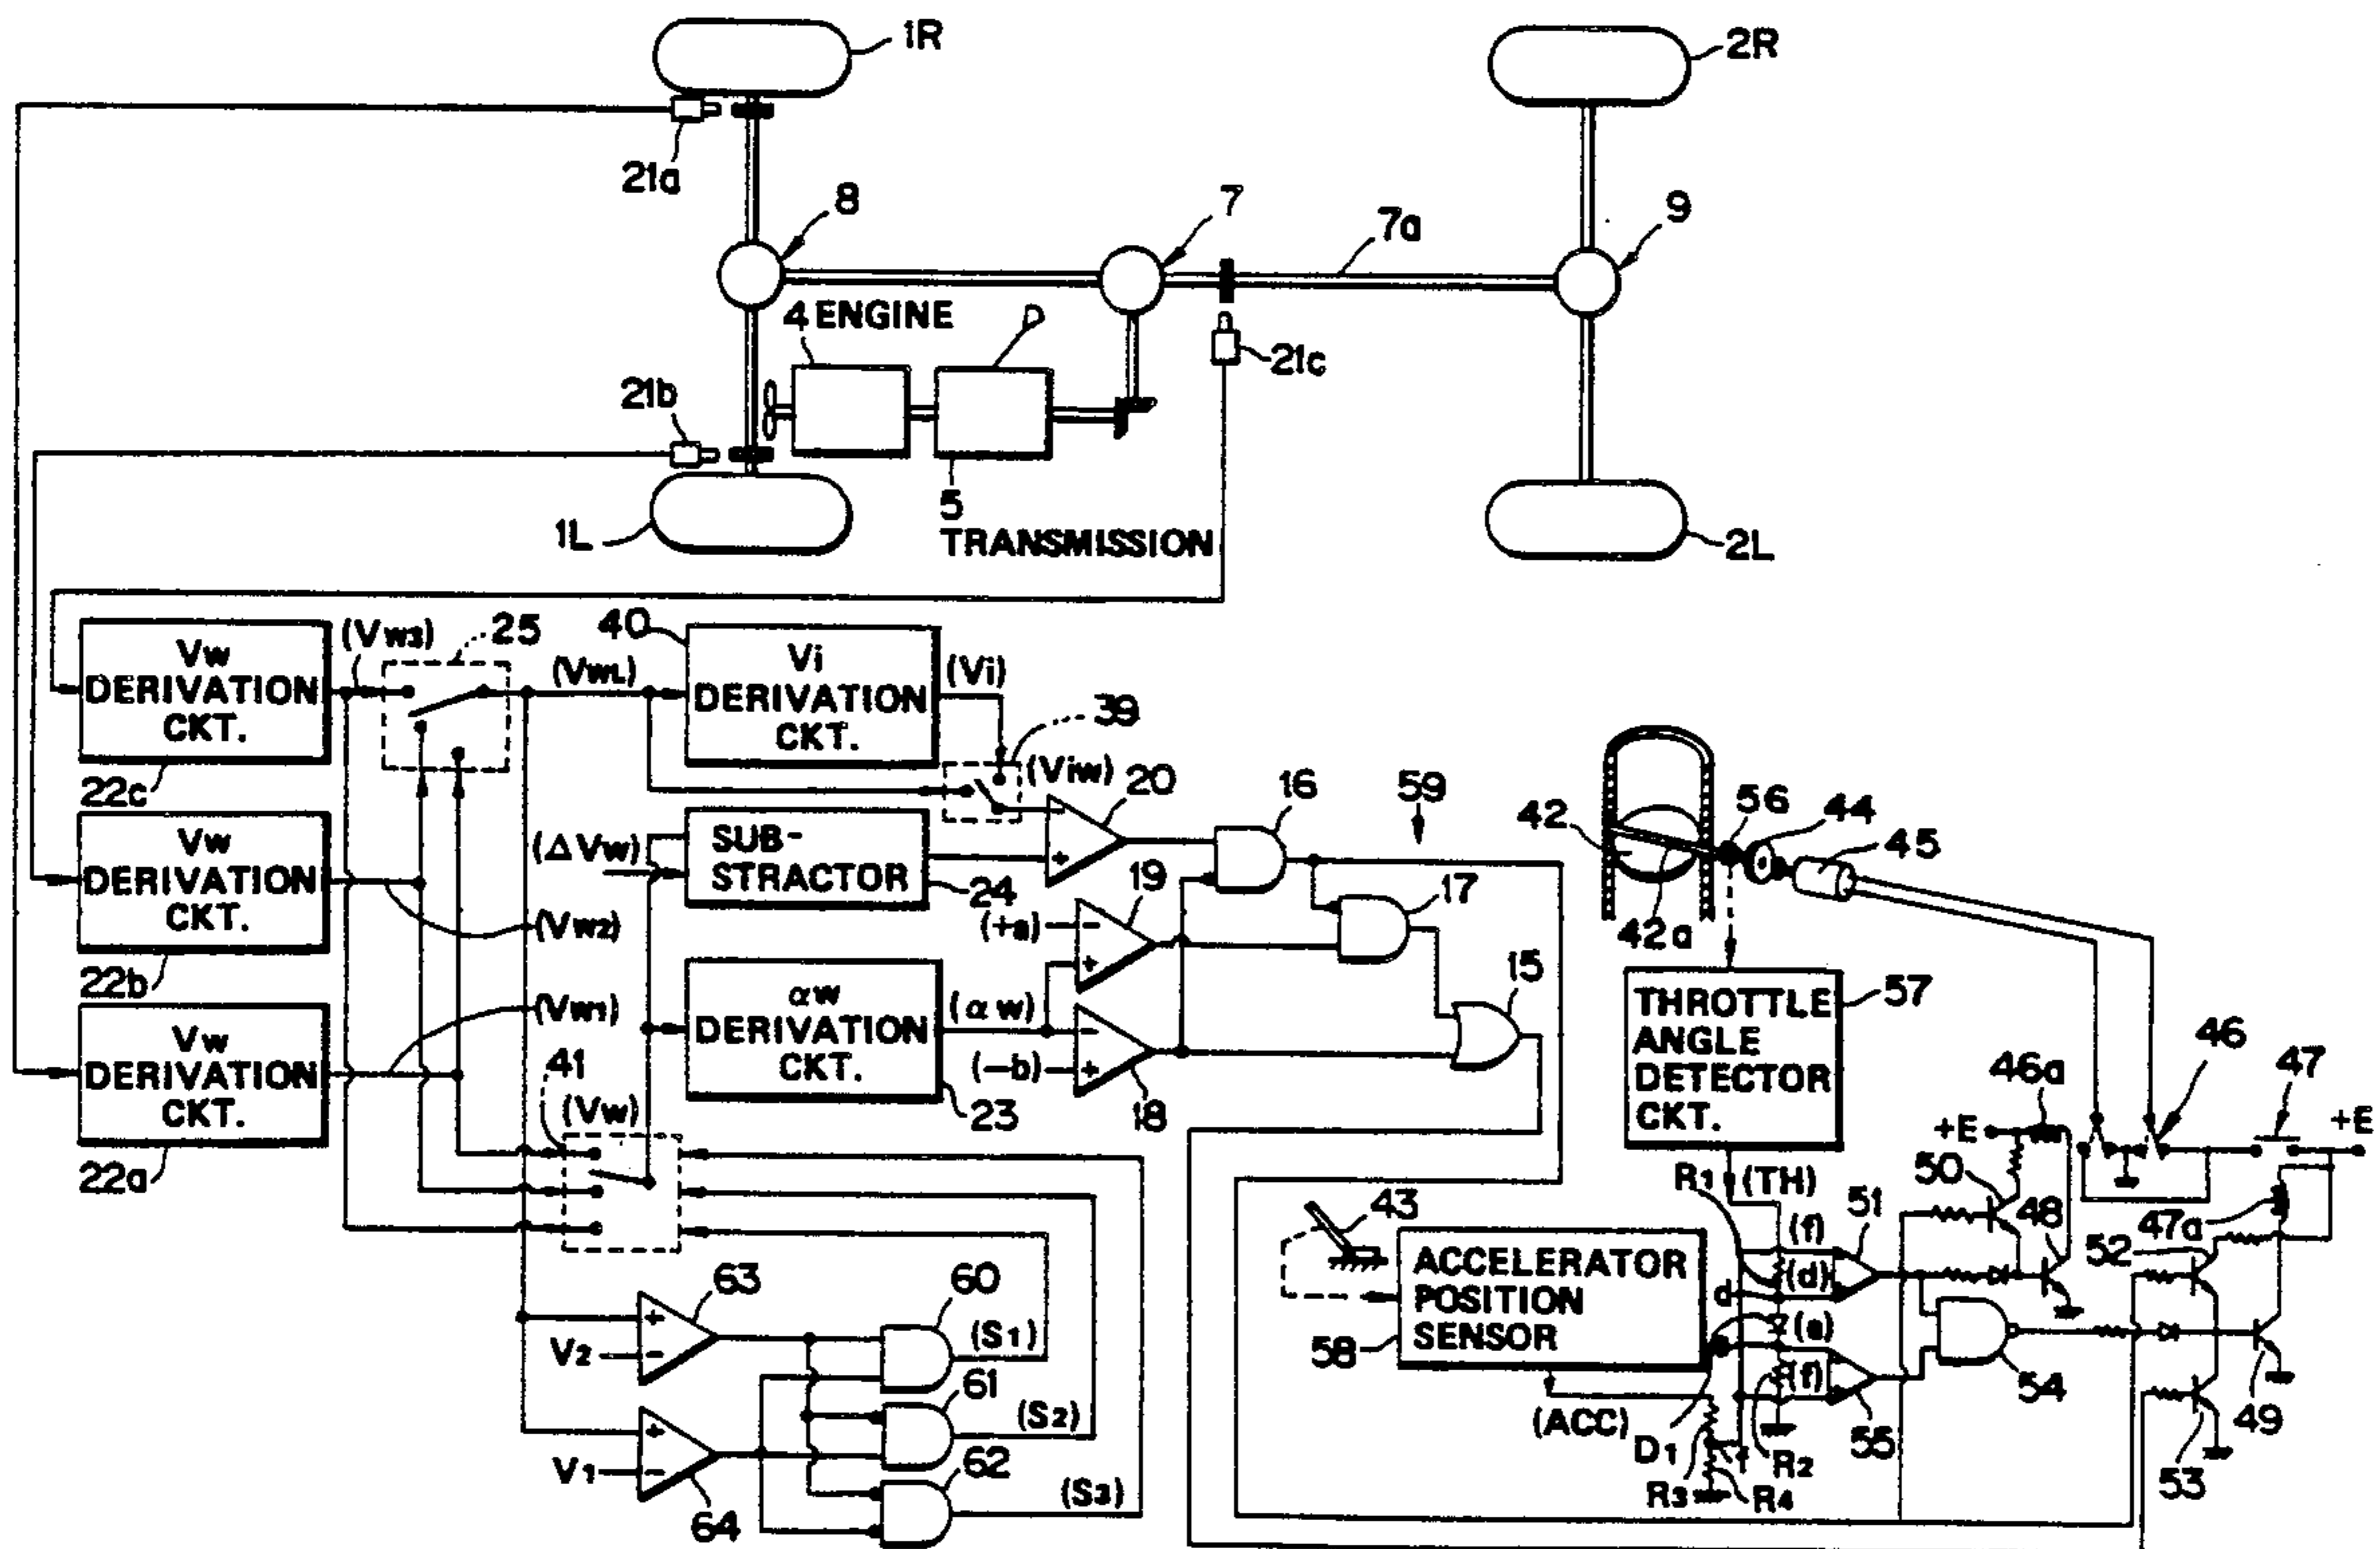 1R
2R
21a
8
7
7a
9
4 ENGINE
D
21c
21b
5
TRANSMISSION
1L
2L
Vw
DERIVATION
CKT.
22c
(Vw3)
25
(VWL)
40
Vi
DERIVATION
CKT.
(Vi)
39
(Viw)
20
16
59
42
56
44
45
42a
Vw
DERIVATION
CKT.
22b
(Vw2)
(ΔVw)
SUB-
STRACTOR
24
19
(+a)
17
15
Vw
DERIVATION
CKT.
22a
(Vw1)
αw
DERIVATION
CKT.
23
(αw)
(—b)
18
41
(Vw)
THROTTLE
ANGLE
DETECTOR
CKT.
57
46
46a
47
+E
+E
50
R1
(TH)
51
48
47a
52
43
ACCELERATOR
POSITION
SENSOR
58
(f)
(d)
d
(e)
(f)
55
54
49
53
(ACC)
D1
f
R2
R3
R4
63
V2
60
(S1)
61
(S2)
62
(S3)
V1
64
+
−
+
−
−
+
−
+
−
+